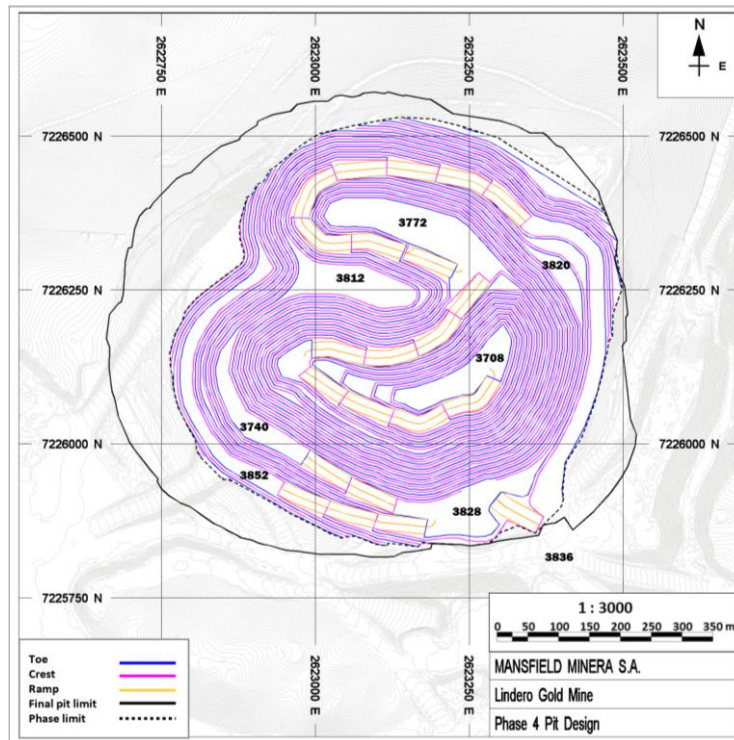 2622750 E
2623000 E
2623250 E
2623500 E
N
E
7226500 N
7226500 N
3772
3820
3812
7226250 N
7226250 N
3708
3740
7226000 N
7226000 N
3852
3828
3836
7225750 N
1 : 3000
0 50 100 150 200 250 300 350 m
Toe
Crest
Ramp
Final pit limit
Phase limit
2623000 E
2623250 E
MANSFIELD MINERA S.A.
Lindero Gold Mine
Phase 4 Pit Design